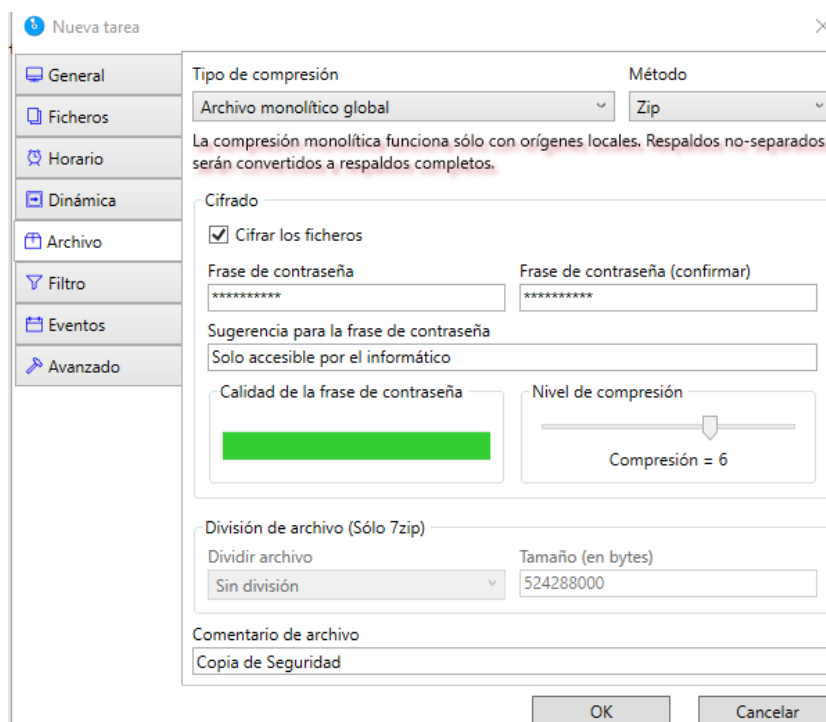 Nueva tarea
General
Ficheros
Horario
Dinámica
Archivo
Filtro
Eventos
Avanzado
Tipo de compresión Método
Archivo monolítico global Zip
La compresión monolítica funciona sólo con orígenes locales. Respaldos no-separados
serán convertidos a respaldos completos.
Cifrado
Cifrar los ficheros
Frase de contraseña Frase de contraseña (confirmar)
********** **********
Sugerencia para la frase de contraseña
Solo accesible por el informático
Calidad de la frase de contraseña Nivel de compresión
Compresión = 6
División de archivo (Sólo 7zip)
Dividir archivo Tamaño (en bytes)
Sin división 524288000
Comentario de archivo
Copia de Seguridad
OK Cancelar